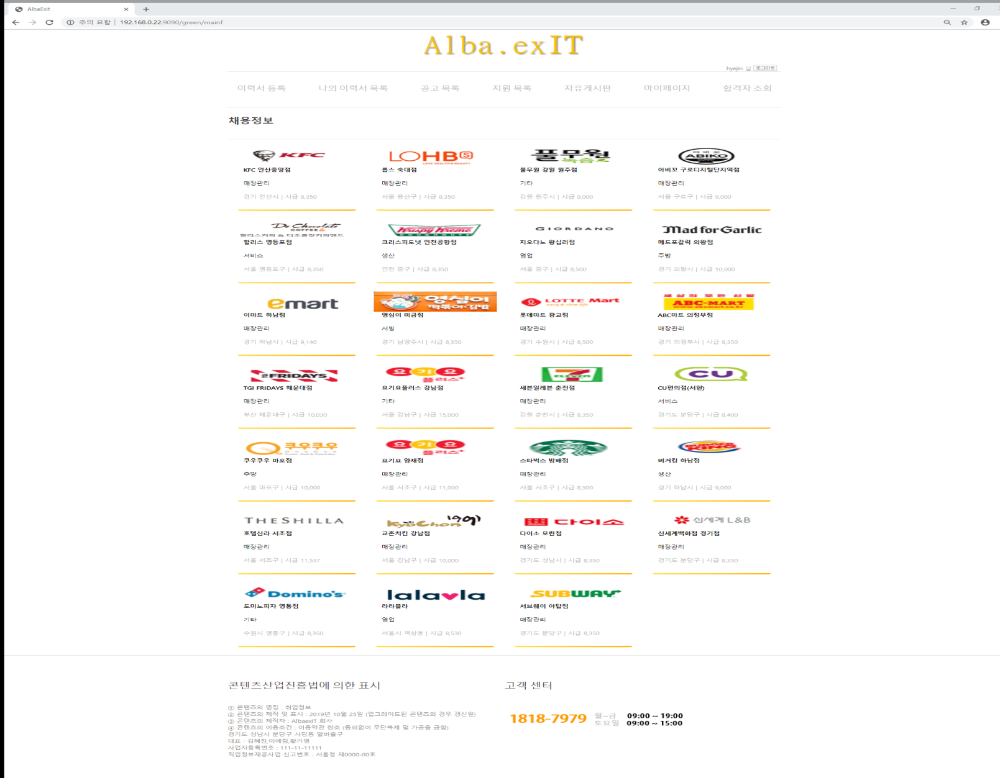 AlbaExit
주의 요함 | 192.168.0.22:9090/green/mainf
Alba.exIT
hyejin 님 로그아웃
이력서 등록 나의 이력서 목록 공고 목록 지원 목록 자유게시판 마이페이지 합격자 조회
채용정보
KFC LOHBS 풀무원 아비꼬
LOVE HEALTH & BEAUTY 녹즙 ABIKO
KFC 안산중앙점 롭스 숙대점 풀무원 강원 원주점 아비꼬 구로디지털단지역점
매장관리 매장관리 기타 매장관리
경기 안산시 | 시급 8,350 서울 용산구 | 시급 8,350 강원 원주시 | 시급 9,000 서울 구로구 | 시급 9,000
De Chocolate Krispy Kreme GIORDANO Mad for Garlic
COFFEE& DOUGHNUTS
할리스커피 & 디초콜릿커피앤드
할리스 영등포점 크리스피도넛 인천공항점 지오다노 왕십리점 메드포갈릭 의왕점
서비스 생산 영업 주방
서울 영등포구 | 시급 8,350 인천 중구 | 시급 8,350 서울 중구 | 시급 8,500 경기 의왕시 | 시급 10,000
emart 영심이 LOTTE Mart 세상의 모든 신발
떡볶이·김밥 easy & slow life ABC-MART
www.abcmart.co.kr
이마트 하남점 영심이 미금점 롯데마트 광교점 ABC마트 의정부점
매장관리 서빙 매장관리 매장관리
경기 하남시 | 시급 9,140 경기 남양주시 | 시급 8,350 경기 수원시 | 시급 8,500 경기 의정부시 | 시급 8,350
FRIDAYS 요기요 7 CU
플러스+ ELEVEN
TGI FRIDAYS 해운대점 요기요플러스 강남점 세븐일레븐 춘천점 CU편의점(서현)
매장관리 기타 매장관리 서비스
부산 해운대구 | 시급 10,030 서울 강남구 | 시급 15,000 강원 춘천시 | 시급 8,350 경기도 분당구 | 시급 8,400
쿠우쿠우 요기요 BURGER
QooQoo 플러스+ KING
쿠우쿠우 마포점 요기요 양재점 스타벅스 방배점 버거킹 하남점
주방 매장관리 매장관리 생산
서울 마포구 | 시급 10,000 서울 서초구 | 시급 11,000 서울 서초구 | 시급 8,500 경기 하남시 | 시급 9,000
THE SHILLA KyoChon 1991 다이소 신세계 L&B
호텔신라 서초점 교촌치킨 강남점 다이소 모란점 신세계백화점 경기점
매장관리 매장관리 매장관리 매장관리
서울 서초구 | 시급 11,537 서울 강남구 | 시급 10,000 경기도 성남시 | 시급 8,350 경기도 분당구 | 시급 8,350
Domino's lalavla SUBWAY
도미노피자 영통점 라라블라 서브웨이 야탑점
기타 영업 매장관리
수원시 영통구 | 시급 8,350 서울시 역삼동 | 시급 8,530 경기도 분당구 | 시급 8,350
콘텐츠산업진흥법에 의한 표시 고객 센터
① 콘텐츠의 명칭 : 취업정보
② 콘텐츠의 제작 및 표시 : 2019년 10월 25일 (업그레이드된 콘텐츠의 경우 갱신일)
③ 콘텐츠의 제작자 : AlbaexIT 회사
④ 콘텐츠의 이용조건 : 이용약관 참조 (동의없이 무단복제 및 가공을 금함)
경기도 성남시 분당구 사랑동 알바출구
대표 : 김혜진,이예림,황가영
사업자등록번호 : 111-11-11111
직업정보제공사업 신고번호 : 서울청 제0000-00호
1818-7979 월~금 09:00 ~ 19:00
토요일 09:00 ~ 15:00